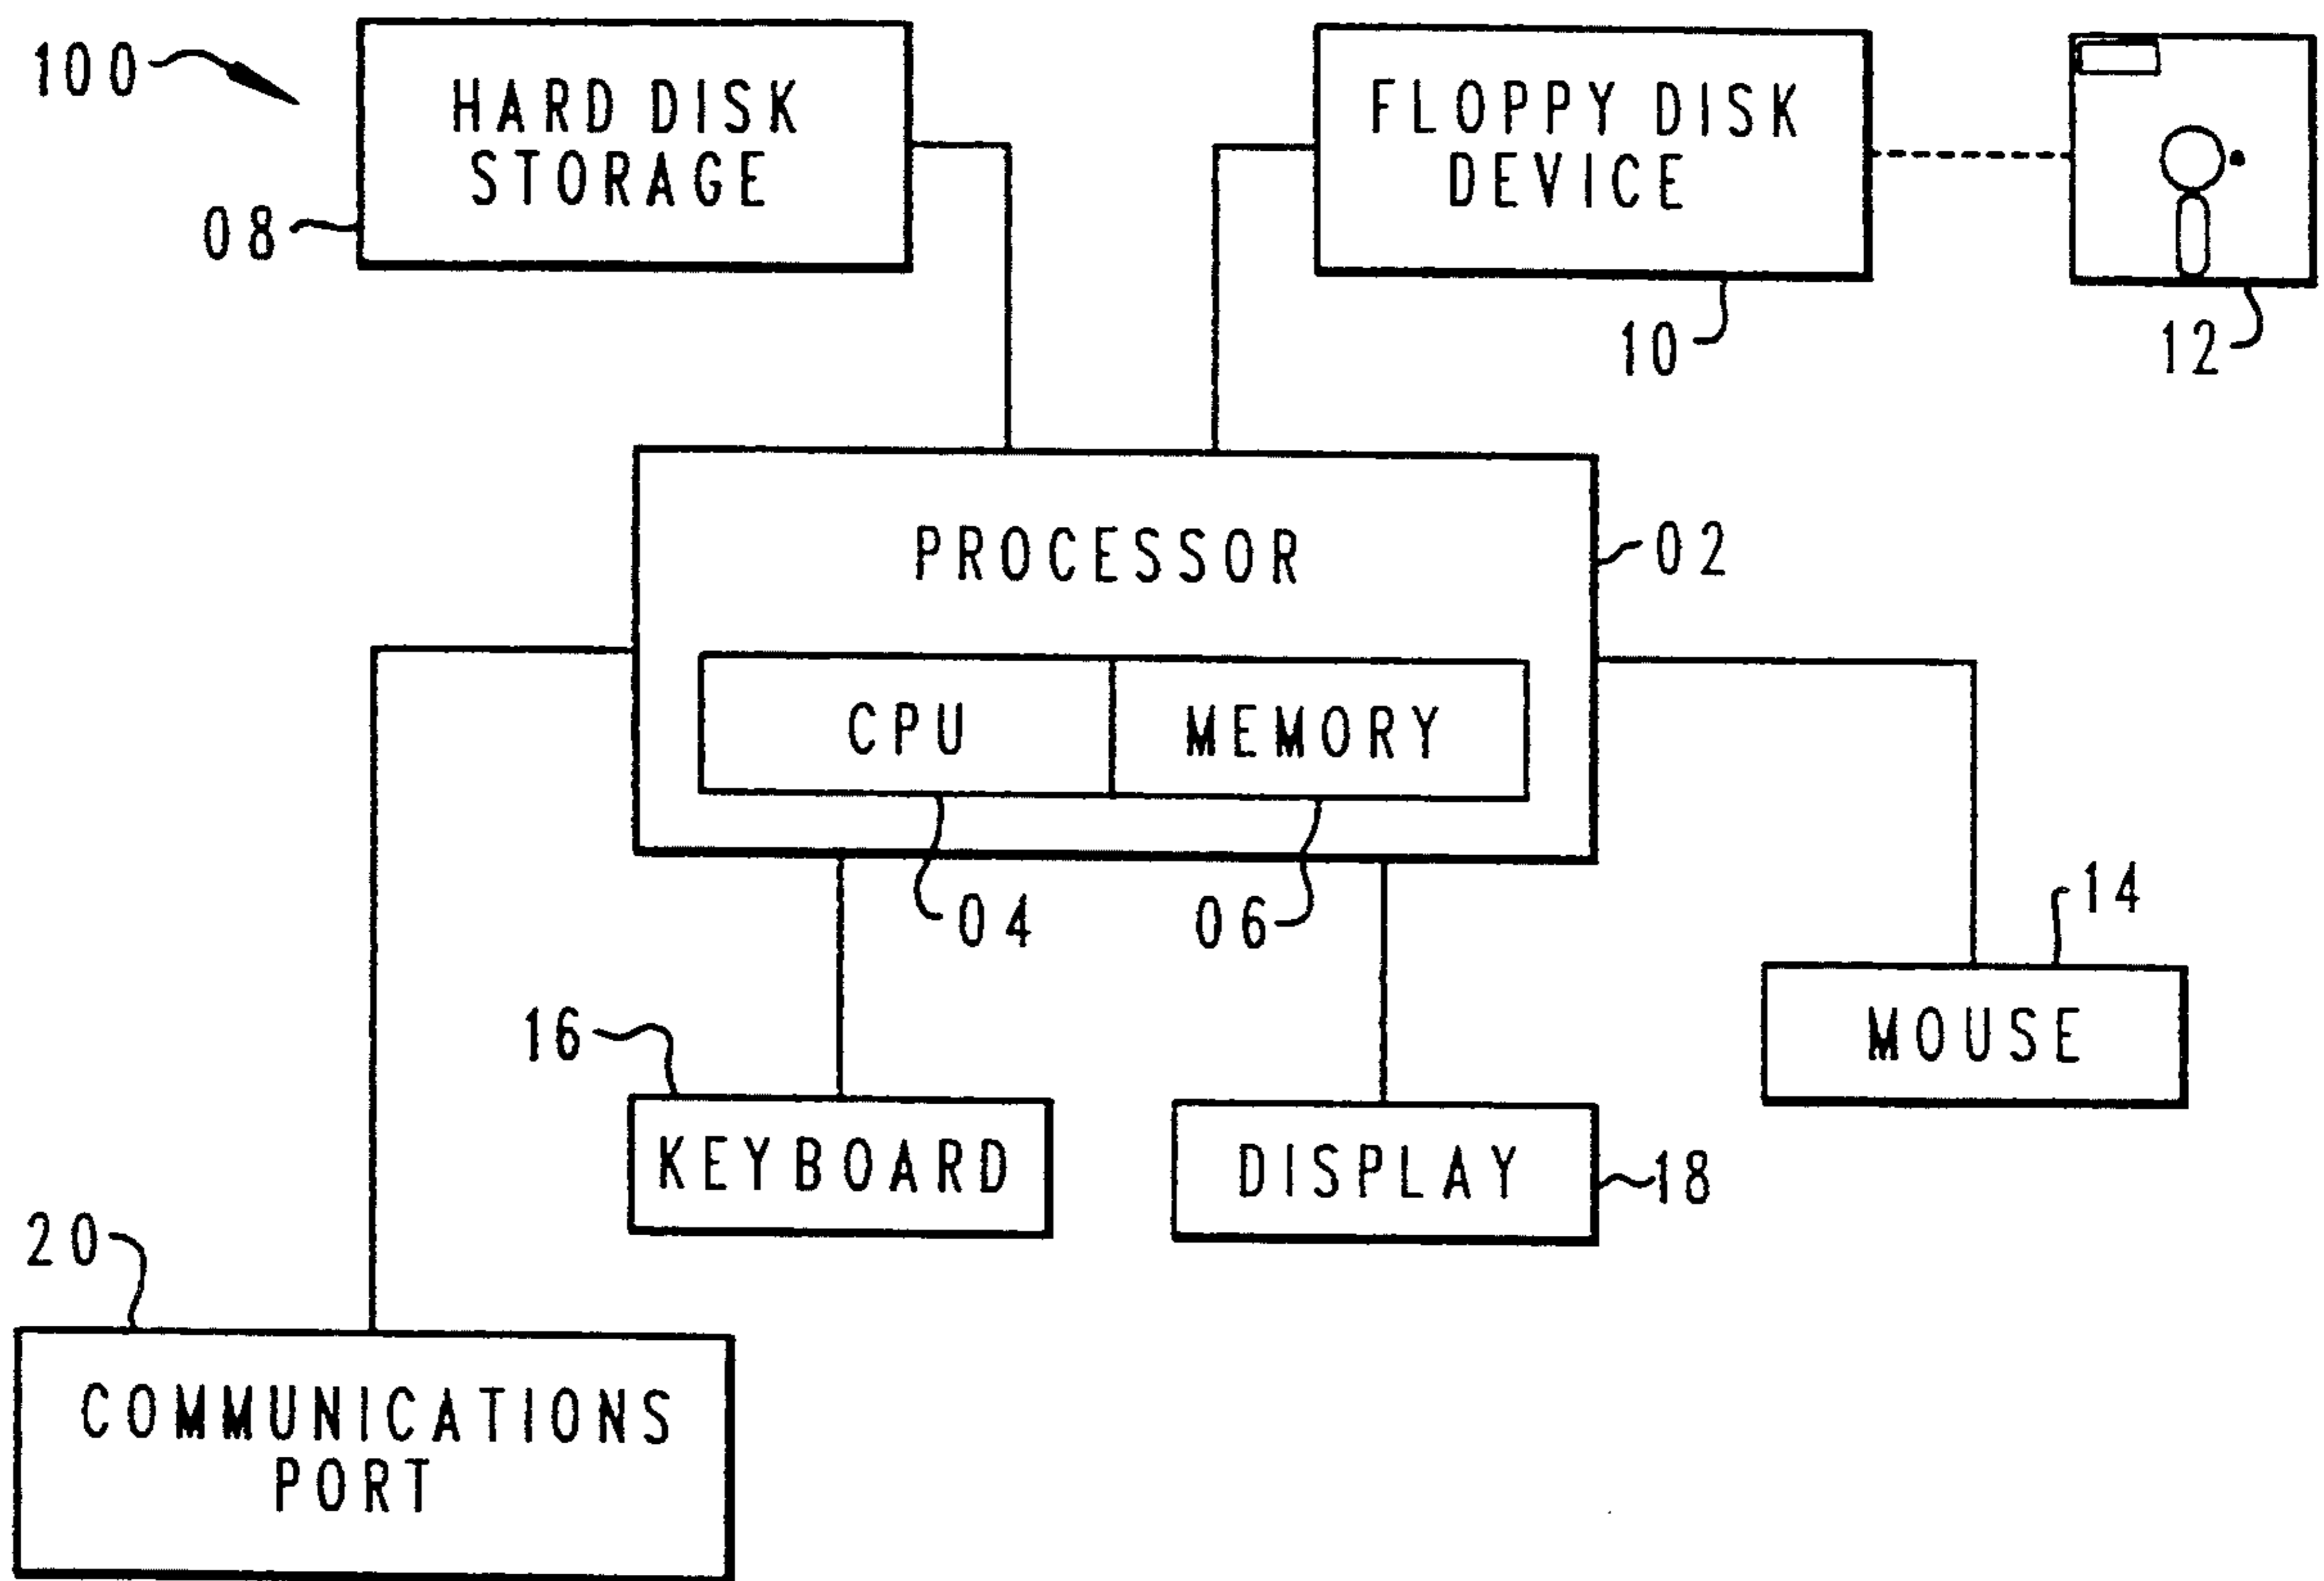 100
HARD DISK
STORAGE
08
FLOPPY DISK
DEVICE
10
12
PROCESSOR
02
CPU
MEMORY
04
06
14
MOUSE
16
KEYBOARD
DISPLAY
18
20
COMMUNICATIONS
PORT